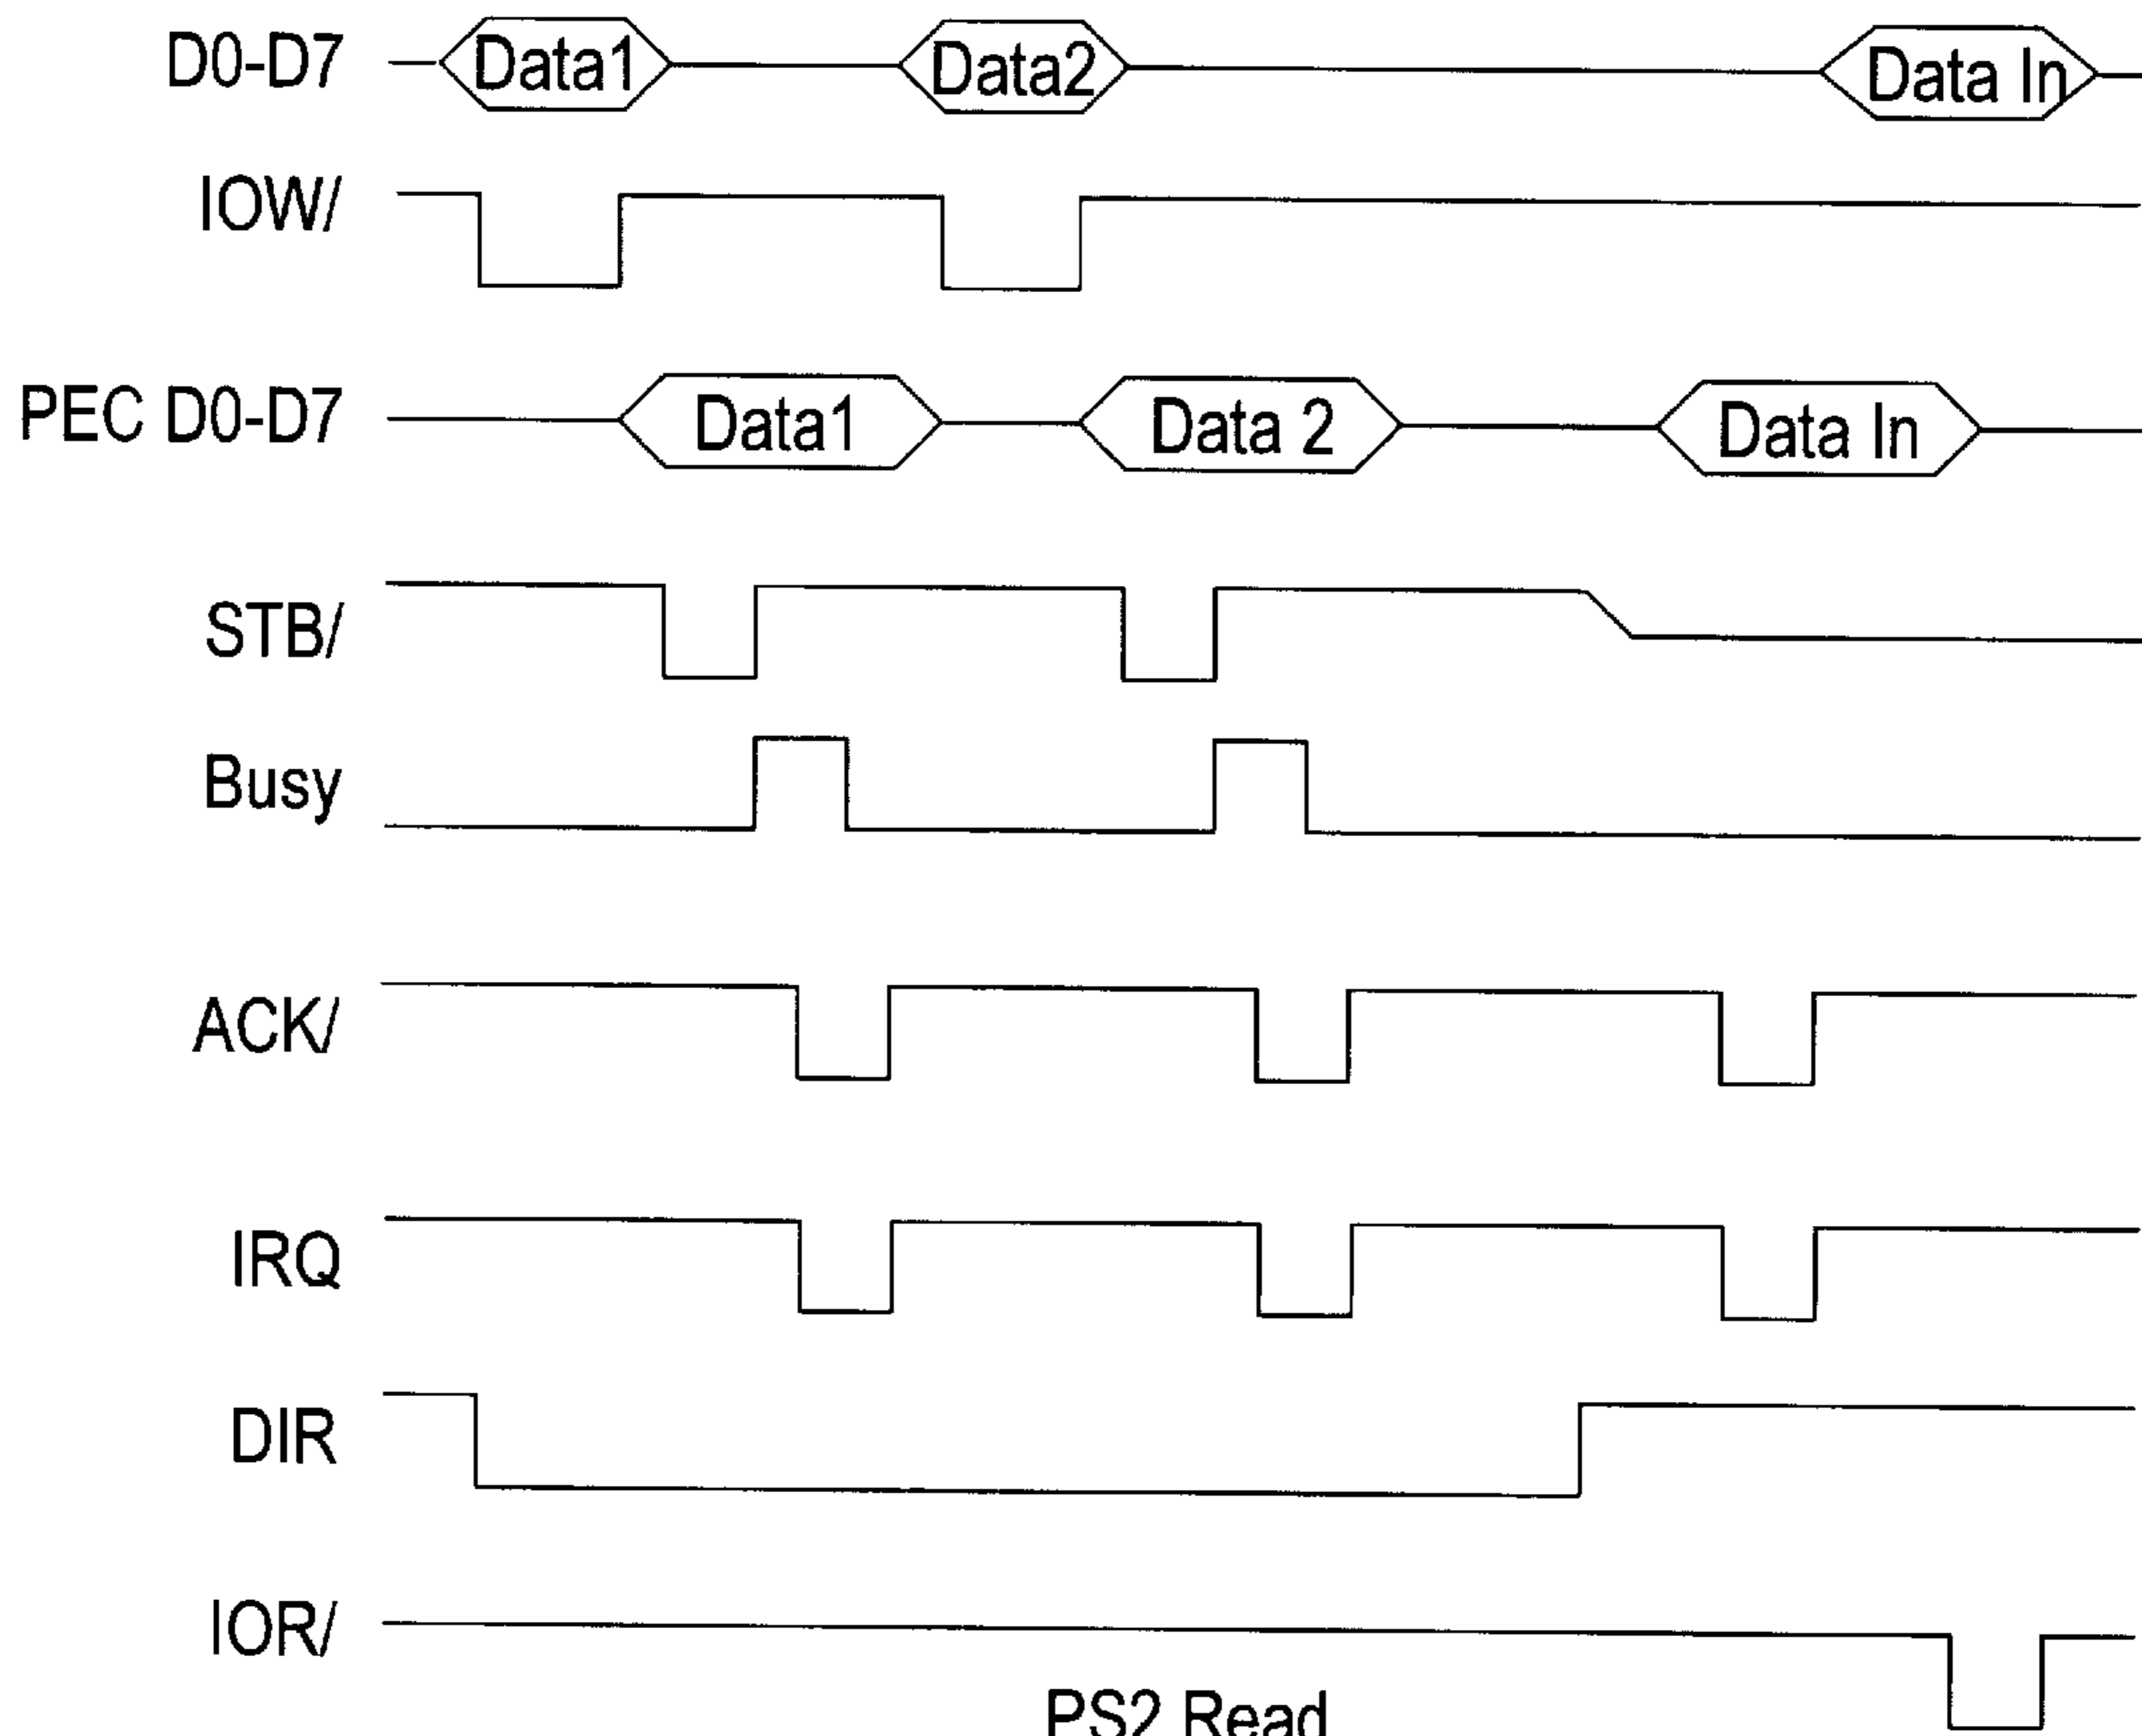 D0-D7 Data1 Data2 Data In
IOW/
PEC D0-D7 Data1 Data 2 Data In
STB/
Busy
ACK/
IRQ
DIR
IOR/
PS2 Read